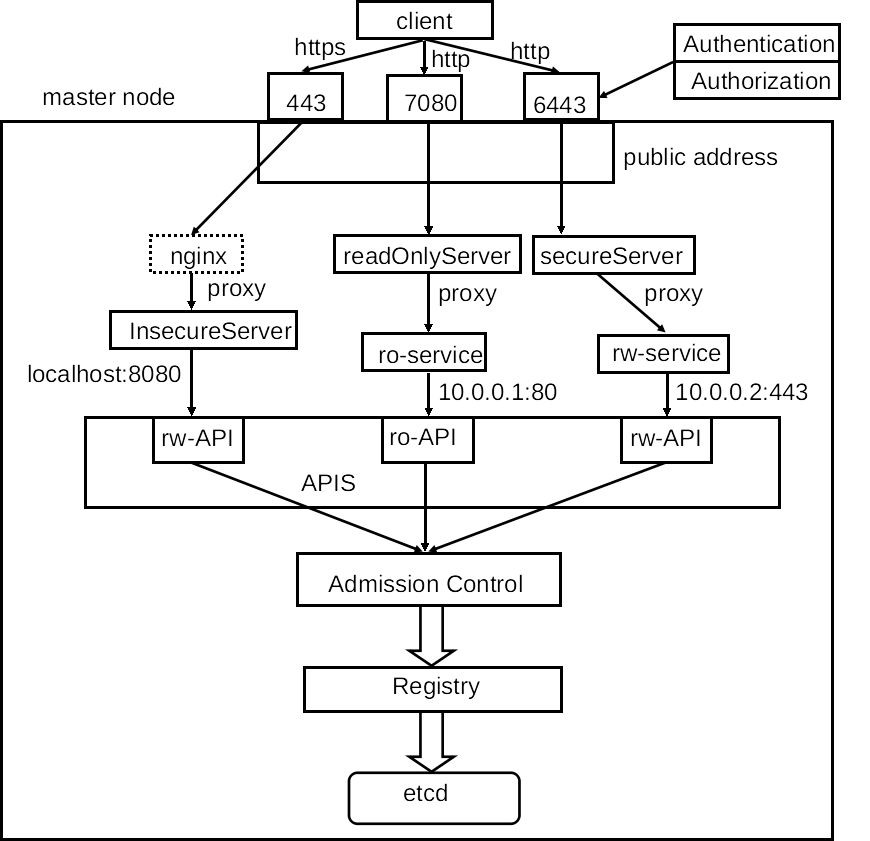 client
https
http
http
Authentication
Authorization
master node
443
7080
6443
public address
nginx
readOnlyServer
secureServer
proxy
proxy
proxy
InsecureServer
ro-service
rw-service
localhost:8080
10.0.0.1:80
10.0.0.2:443
rw-API
ro-API
rw-API
APIS
Admission Control
Registry
etcd